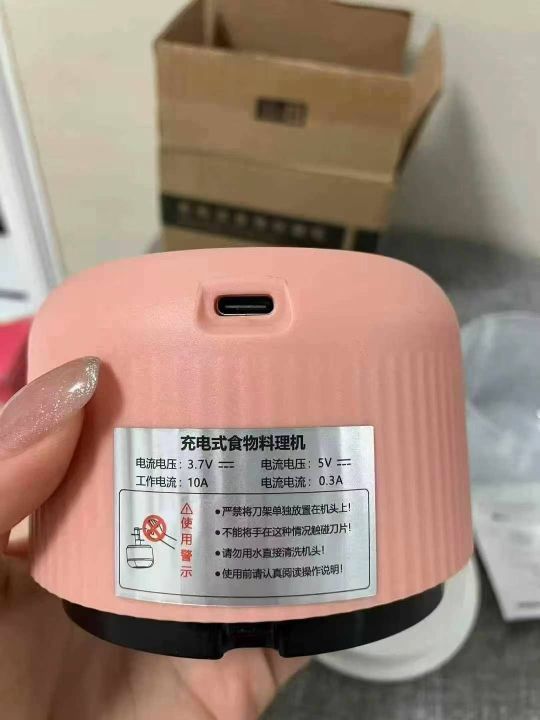 充电式食物料理机
电流电压：3.7V ⎓ 电流电压：5V ⎓
工作电流：10A 电流电流：0.3A
⚠使用警示
●严禁将刀架单独放置在机头上！
●不能将手在这种情况触碰刀片！
●请勿用水直接清洗机头！
●使用前请认真阅读操作说明！